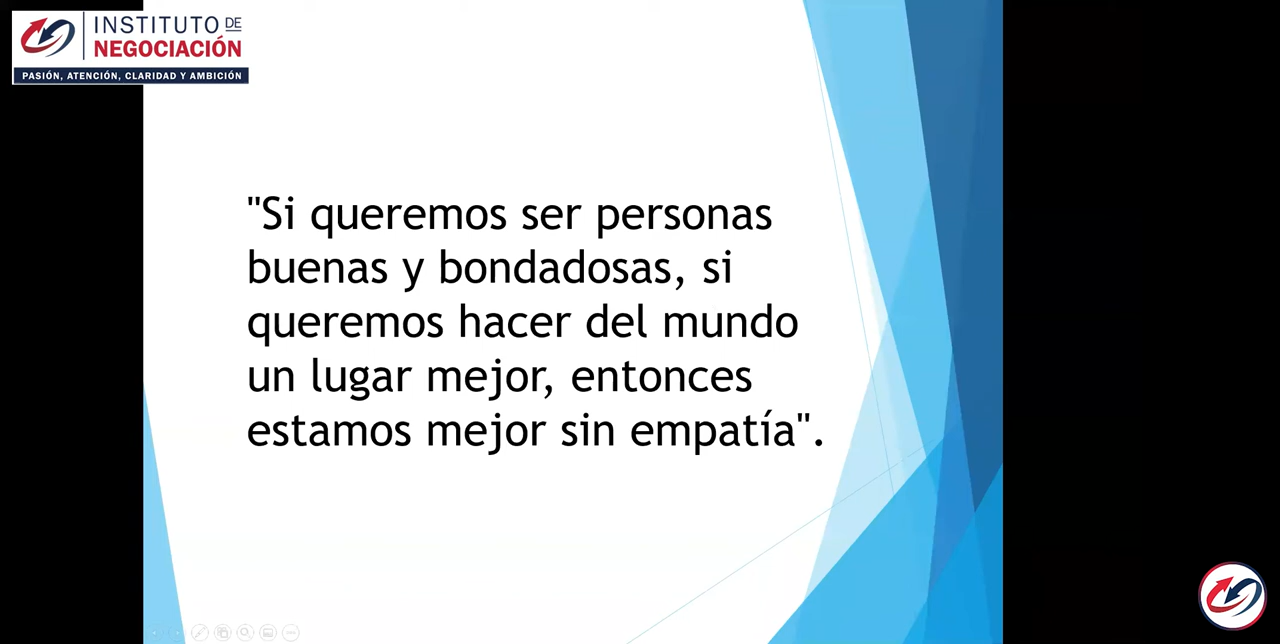 INSTITUTO DE
NEGOCIACIÓN
PASIÓN, ATENCIÓN, CLARIDAD Y AMBICIÓN
"Si queremos ser personas
buenas y bondadosas, si
queremos hacer del mundo
un lugar mejor, entonces
estamos mejor sin empatía".